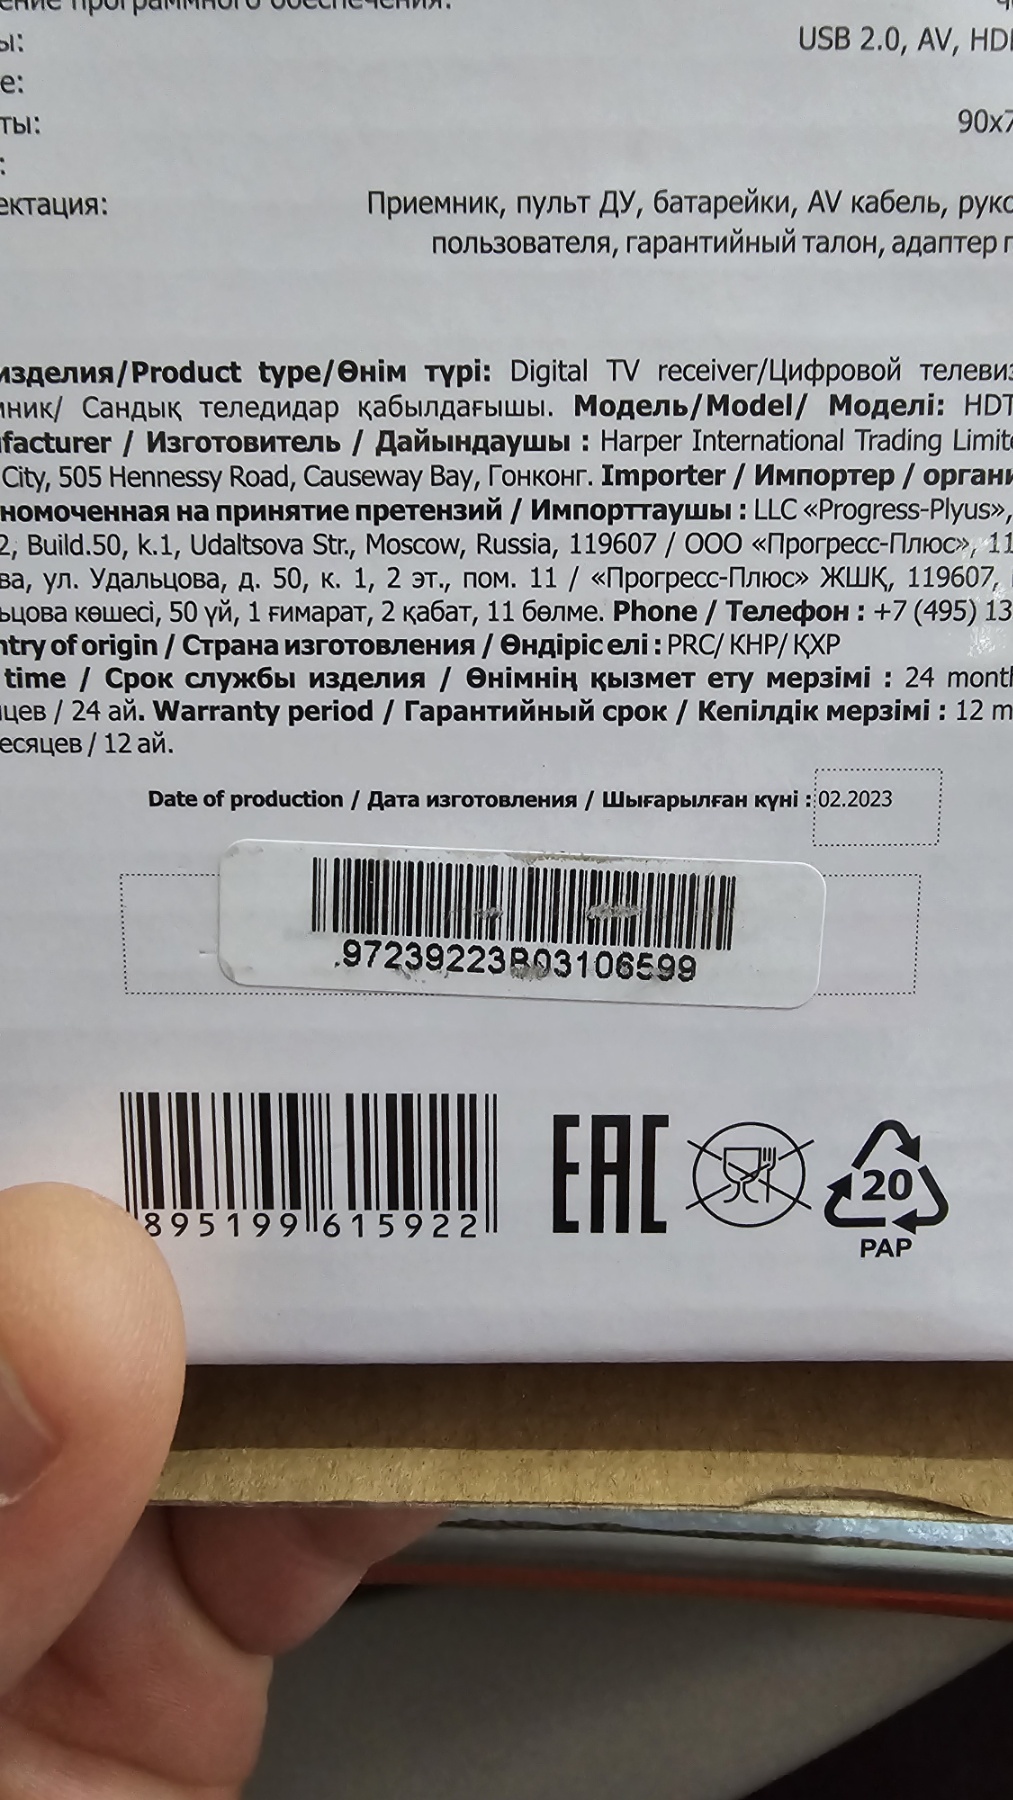 ение программного обеспечения:
ы: USB 2.0, AV, HD
е:
ты: 90x7
:
ектация: Приемник, пульт ДУ, батарейки, AV кабель, руко
пользователя, гарантийный талон, адаптер п
изделия/Product type/Өнім түрі: Digital TV receiver/Цифровой телевиз
мник/ Сандық теледидар қабылдағышы. Модель/Model/ Моделі: HDT
facturer / Изготовитель / Дайындаушы : Harper International Trading Limite
City, 505 Hennessy Road, Causeway Bay, Гонконг. Importer / Импортер / органи
номоченная на принятие претензий / Импорттаушы : LLC «Progress-Plyus»,
2, Build.50, k.1, Udaltsova Str., Moscow, Russia, 119607 / ООО «Прогресс-Плюс», 11
ва, ул. Удальцова, д. 50, к. 1, 2 эт., пом. 11 / «Прогресс-Плюс» ЖШҚ, 119607,
ьцова көшесі, 50 үй, 1 ғимарат, 2 қабат, 11 бөлме. Phone / Телефон : +7 (495) 13
ntry of origin / Страна изготовления / Өндіріс елі : PRC/ КНР/ ҚХР
time / Срок службы изделия / Өнімнің қызмет ету мерзімі : 24 month
яцев / 24 ай. Warranty period / Гарантийный срок / Кепілдік мерзімі : 12 m
есяцев / 12 ай.
Date of production / Дата изготовления / Шығарылған күні : 02.2023
.97239223B03106599
895199 615922
EAC
20
PAP